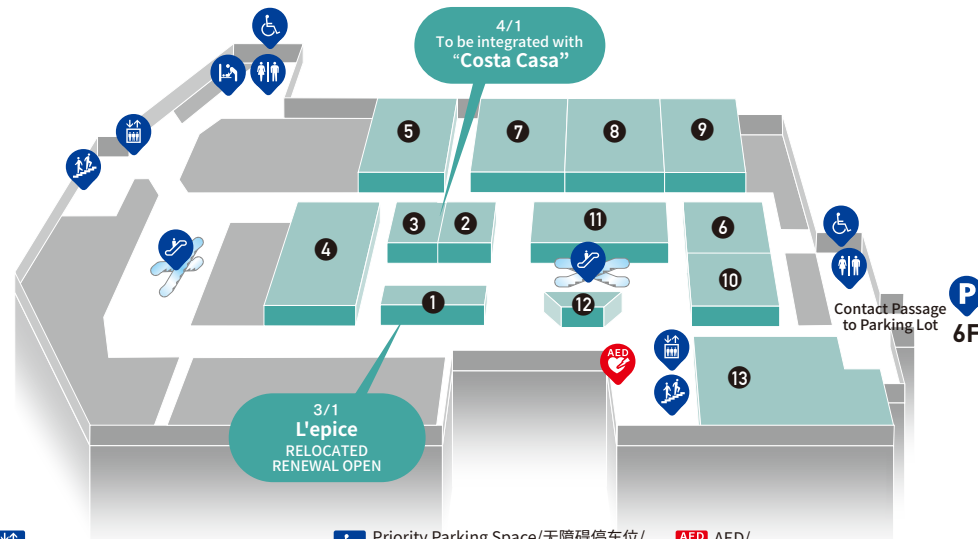 4/1
To be integrated with
“Costa Casa”
5
7
8
9
3
2
11
6
4
10
1
12
Contact Passage
to Parking Lot
P
6F
AED
13
3/1
L'epice
RELOCATED
RENEWAL OPEN
Priority Parking Space/无障碍停车位/
AED AED/